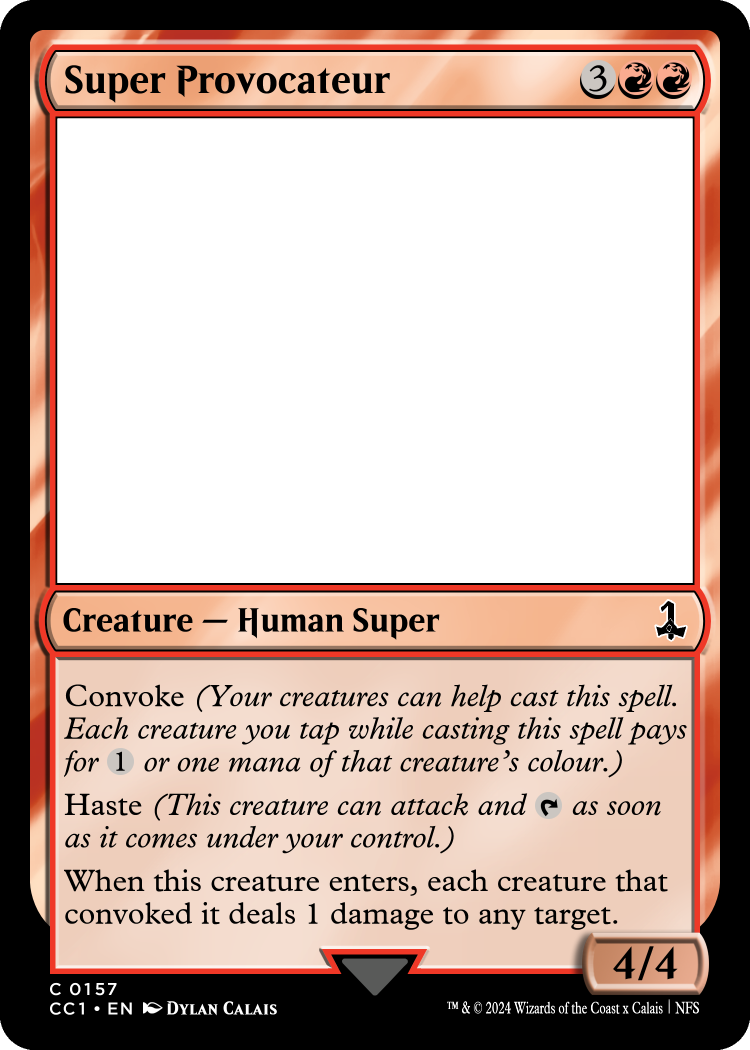 Super Provocateur 3
Creature — Human Super
Convoke (Your creatures can help cast this spell.
Each creature you tap while casting this spell pays
for 1 or one mana of that creature's colour.)
Haste (This creature can attack and as soon
as it comes under your control.)
When this creature enters, each creature that
convoked it deals 1 damage to any target.
4/4
C 0157
CC1 • EN DYLAN CALAIS
™ & © 2024 Wizards of the Coast x Calais | NFS